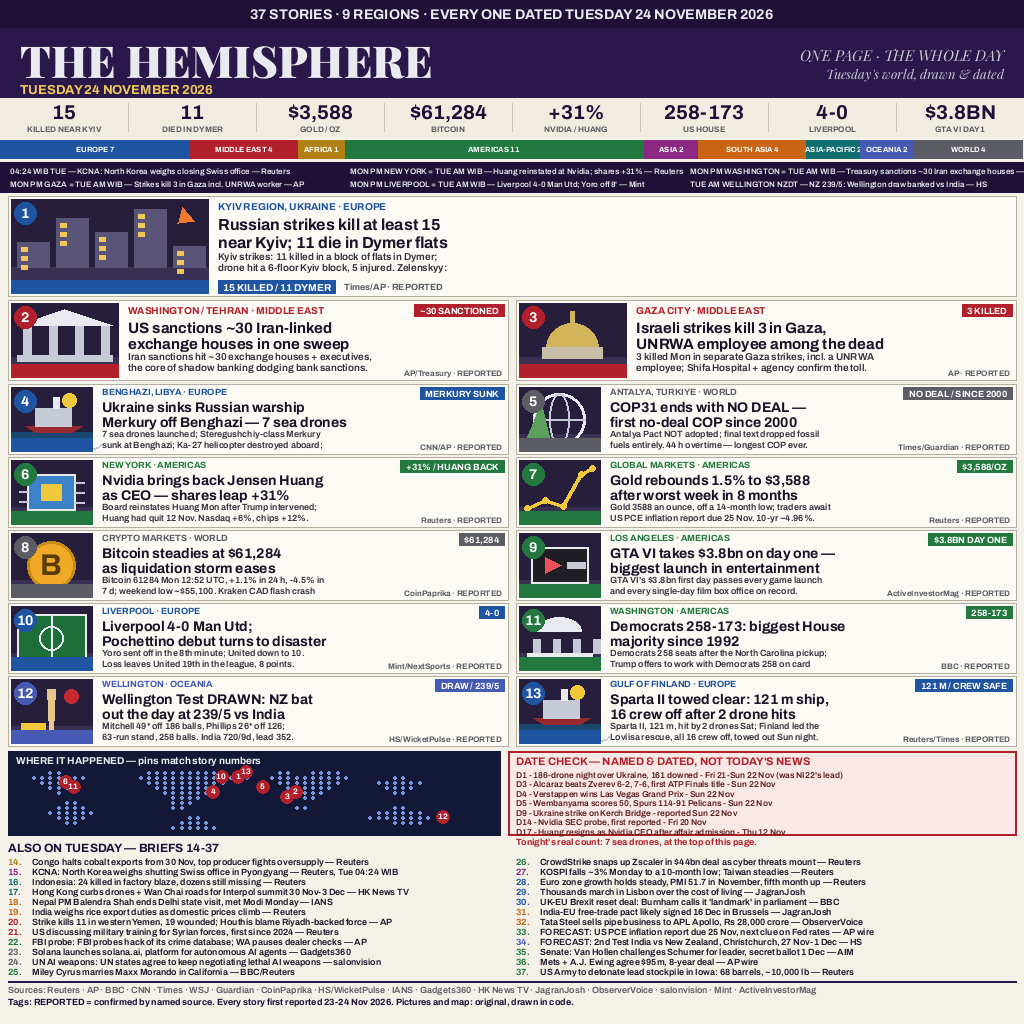 37 STORIES · 9 REGIONS · EVERY ONE DATED TUESDAY 24 NOVEMBER 2026
THE HEMISPHERE
TUESDAY 24 NOVEMBER 2026
ONE PAGE · THE WHOLE DAY
Tuesday's world, drawn & dated
15
KILLED NEAR KYIV
11
DIED IN DYMER
$3,588
GOLD / OZ
$61,284
BITCOIN
+31%
NVIDIA / HUANG
258-173
US HOUSE
4-0
LIVERPOOL
$3.8BN
GTA VI DAY 1
EUROPE 7
MIDDLE EAST 4
AFRICA 1
AMERICAS 11
ASIA 2
SOUTH ASIA 4
ASIA-PACIFIC 2
OCEANIA 2
WORLD 4
04:24 WIB TUE — KCNA: North Korea weighs closing Swiss office — Reuters
MON PM NEW YORK = TUE AM WIB — Huang reinstated at Nvidia; shares +31% — Reuters
MON PM WASHINGTON = TUE AM WIB — Treasury sanctions ~30 Iran exchange houses —
MON PM GAZA = TUE AM WIB — Strikes kill 3 in Gaza incl. UNRWA worker — AP
MON PM LIVERPOOL = TUE AM WIB — Liverpool 4-0 Man Utd; Yoro off 8' — Mint
TUE AM WELLINGTON NZDT — NZ 239/5: Wellington draw banked vs India — HS
1
KYIV REGION, UKRAINE · EUROPE
Russian strikes kill at least 15
near Kyiv; 11 die in Dymer flats
Kyiv strikes: 11 killed in a block of flats in Dymer;
drone hit a 6-floor Kyiv block, 5 injured. Zelenskyy:
15 KILLED / 11 DYMER
Times/AP · REPORTED
2
WASHINGTON / TEHRAN · MIDDLE EAST
~30 SANCTIONED
US sanctions ~30 Iran-linked
exchange houses in one sweep
Iran sanctions hit ~30 exchange houses + executives,
the core of shadow banking dodging bank sanctions.
AP/Treasury · REPORTED
3
GAZA CITY · MIDDLE EAST
3 KILLED
Israeli strikes kill 3 in Gaza,
UNRWA employee among the dead
3 killed Mon in separate Gaza strikes, incl. a UNRWA
employee; Shifa Hospital + agency confirm the toll.
AP · REPORTED
4
BENGHAZI, LIBYA · EUROPE
MERKURY SUNK
Ukraine sinks Russian warship
Merkury off Benghazi — 7 sea drones
7 sea drones launched; Steregushchiy-class Merkury
sunk at Benghazi; Ka-27 helicopter destroyed aboard;
CNN/AP · REPORTED
5
ANTALYA, TURKIYE · WORLD
NO DEAL / SINCE 2000
COP31 ends with NO DEAL —
first no-deal COP since 2000
Antalya Pact NOT adopted; final text dropped fossil
fuels entirely. 44 h overtime — longest COP ever.
Times/Guardian · REPORTED
6
NEW YORK · AMERICAS
+31% / HUANG BACK
Nvidia brings back Jensen Huang
as CEO — shares leap +31%
Board reinstates Huang Mon after Trump intervened;
Huang had quit 12 Nov. Nasdaq +6%, chips +12%.
Reuters · REPORTED
7
GLOBAL MARKETS · AMERICAS
$3,588/OZ
Gold rebounds 1.5% to $3,588
after worst week in 8 months
Gold 3588 an ounce, off a 14-month low; traders await
US PCE inflation report due 25 Nov. 10-yr ~4.96%.
Reuters · REPORTED
8
CRYPTO MARKETS · WORLD
$61,284
Bitcoin steadies at $61,284
as liquidation storm eases
Bitcoin 61284 Mon 12:52 UTC, +1.1% in 24 h, -4.5% in
7 d; weekend low ~$55,100. Kraken CAD flash crash
CoinPaprika · REPORTED
B
9
LOS ANGELES · AMERICAS
$3.8BN DAY ONE
GTA VI takes $3.8bn on day one —
biggest launch in entertainment
GTA VI's $3.8bn first day passes every game launch
and every single-day film box office on record.
ActiveInvestorMag · REPORTED
10
LIVERPOOL · EUROPE
4-0
Liverpool 4-0 Man Utd;
Pochettino debut turns to disaster
Yoro sent off in the 8th minute; United down to 10.
Loss leaves United 19th in the league, 8 points.
Mint/NextSports · REPORTED
11
WASHINGTON · AMERICAS
258-173
Democrats 258-173: biggest House
majority since 1992
Democrats 258 seats after the North Carolina pickup;
Trump offers to work with Democrats 258 on card
BBC · REPORTED
12
WELLINGTON · OCEANIA
DRAW / 239/5
Wellington Test DRAWN: NZ bat
out the day at 239/5 vs India
Mitchell 49* off 186 balls, Phillips 26* off 126;
63-run stand, 258 balls. India 720/9d, lead 352.
HS/WicketPulse · REPORTED
13
GULF OF FINLAND · EUROPE
121 M / CREW SAFE
Sparta II towed clear: 121 m ship,
16 crew off after 2 drone hits
Sparta II, 121 m, hit by 2 drones Sat; Finland led the
Loviisa rescue, all 16 crew off, towed out Sun night.
Reuters/Times · REPORTED
WHERE IT HAPPENED — pins match story numbers
6
11
10
1
13
4
5
3
2
12
DATE CHECK — NAMED & DATED, NOT TODAY'S NEWS
D1 - 186-drone night over Ukraine, 161 downed - Fri 21-Sun 22 Nov (was NI22's lead)
D3 - Alcaraz beats Zverev 6-2, 7-6, first ATP Finals title - Sun 22 Nov
D4 - Verstappen wins Las Vegas Grand Prix - Sun 22 Nov
D5 - Wembanyama scores 50, Spurs 114-91 Pelicans - Sun 22 Nov
D9 - Ukraine strike on Kerch Bridge - reported Sun 22 Nov
D14 - Nvidia SEC probe, first reported - Fri 20 Nov
D17 - Huang resigns as Nvidia CEO after affair admission - Thu 12 Nov
Tonight's real count: 7 sea drones, at the top of this page.
ALSO ON TUESDAY — BRIEFS 14-37
14. Congo halts cobalt exports from 30 Nov, top producer fights oversupply — Reuters
15. KCNA: North Korea weighs shutting Swiss office in Pyongyang — Reuters, Tue 04:24 WIB
16. Indonesia: 24 killed in factory blaze, dozens still missing — Reuters
17. Hong Kong curbs drones + Wan Chai roads for Interpol summit 30 Nov-3 Dec — HK News TV
18. Nepal PM Balendra Shah ends Delhi state visit, met Modi Monday — IANS
19. India weighs rice export duties as domestic prices climb — Reuters
20. Strike kills 11 in western Yemen, 19 wounded; Houthis blame Riyadh-backed force — AP
21. US discussing military training for Syrian forces, first since 2024 — Reuters
22. FBI probe: FBI probes hack of its crime database; WA pauses dealer checks — AP
23. Solana launches solana.ai, platform for autonomous AI agents — Gadgets360
24. UN AI weapons: UN states agree to keep negotiating lethal AI weapons — salonvision
25. Miley Cyrus marries Maxx Morando in California — BBC/Reuters
26. CrowdStrike snaps up Zscaler in $44bn deal as cyber threats mount — Reuters
27. KOSPI falls ~3% Monday to a 10-month low; Taiwan steadies — Reuters
28. Euro zone growth holds steady, PMI 51.7 in November, fifth month up — Reuters
29. Thousands march in Lisbon over the cost of living — JagranJosh
30. UK-EU Brexit reset deal: Burnham calls it 'landmark' in parliament — BBC
31. India-EU free-trade pact likely signed 16 Dec in Brussels — JagranJosh
32. Tata Steel sells pipe business to APL Apollo, Rs 28,000 crore — ObserverVoice
33. FORECAST: US PCE inflation report due 25 Nov, next clue on Fed rates — AP wire
34. FORECAST: 2nd Test India vs New Zealand, Christchurch, 27 Nov-1 Dec — HS
35. Senate: Van Hollen challenges Schumer for leader, secret ballot 1 Dec — AIM
36. Mets + A.J. Ewing agree $95m, 8-year deal — AP wire
37. US Army to detonate lead stockpile in Iowa: 68 barrels, ~10,000 lb — Reuters
Sources: Reuters · AP · BBC · CNN · Times · WSJ · Guardian · CoinPaprika · HS/WicketPulse · IANS · Gadgets360 · HK News TV · JagranJosh · ObserverVoice · salonvision · Mint · ActiveInvestorMag
Tags: REPORTED = confirmed by named source. Every story first reported 23-24 Nov 2026. Pictures and map: original, drawn in code.